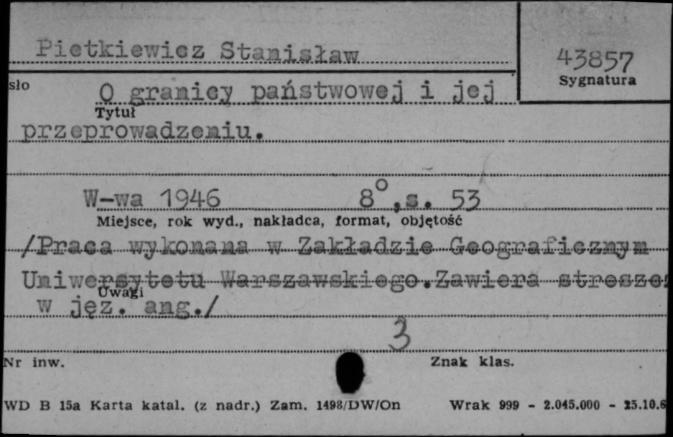 Pietkiewicz Stanisław
43857
Sygnatura
sło
O granicy państwowej i jej
Tytuł
przeprowadzeniu.
W-wa 1946 8°,s. 53
Miejsce, rok wyd., nakładca, format, objętość
/Praca wykonana w Zakładzie Geograficznym
Uniwersytetu Warszawskiego.Zawiera streszcz
Uwagi
w jęz. ang./
3
Nr inw.
Znak klas.
WD B 15a Karta katal. (z nadr.) Zam. 1498/DW/On Wrak 999 - 2.045.000 - 15.10.6